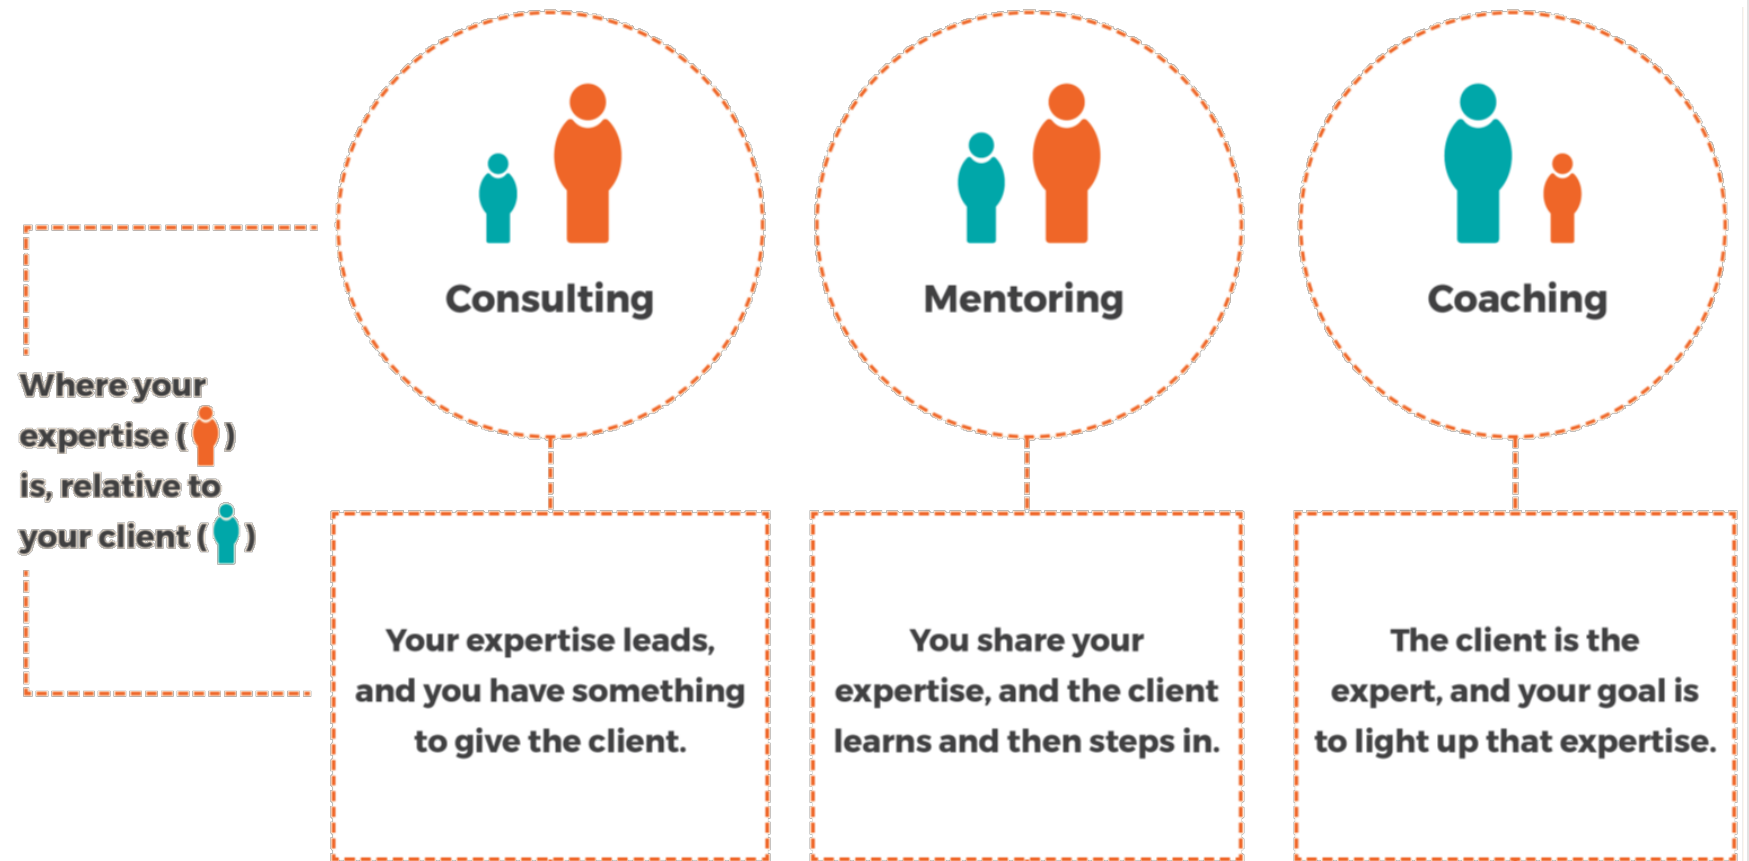 Consulting
Mentoring
Coaching
Where your
expertise ( )
is, relative to
your client ( )
Your expertise leads,
and you have something
to give the client.
You share your
expertise, and the client
learns and then steps in.
The client is the
expert, and your goal is
to light up that expertise.